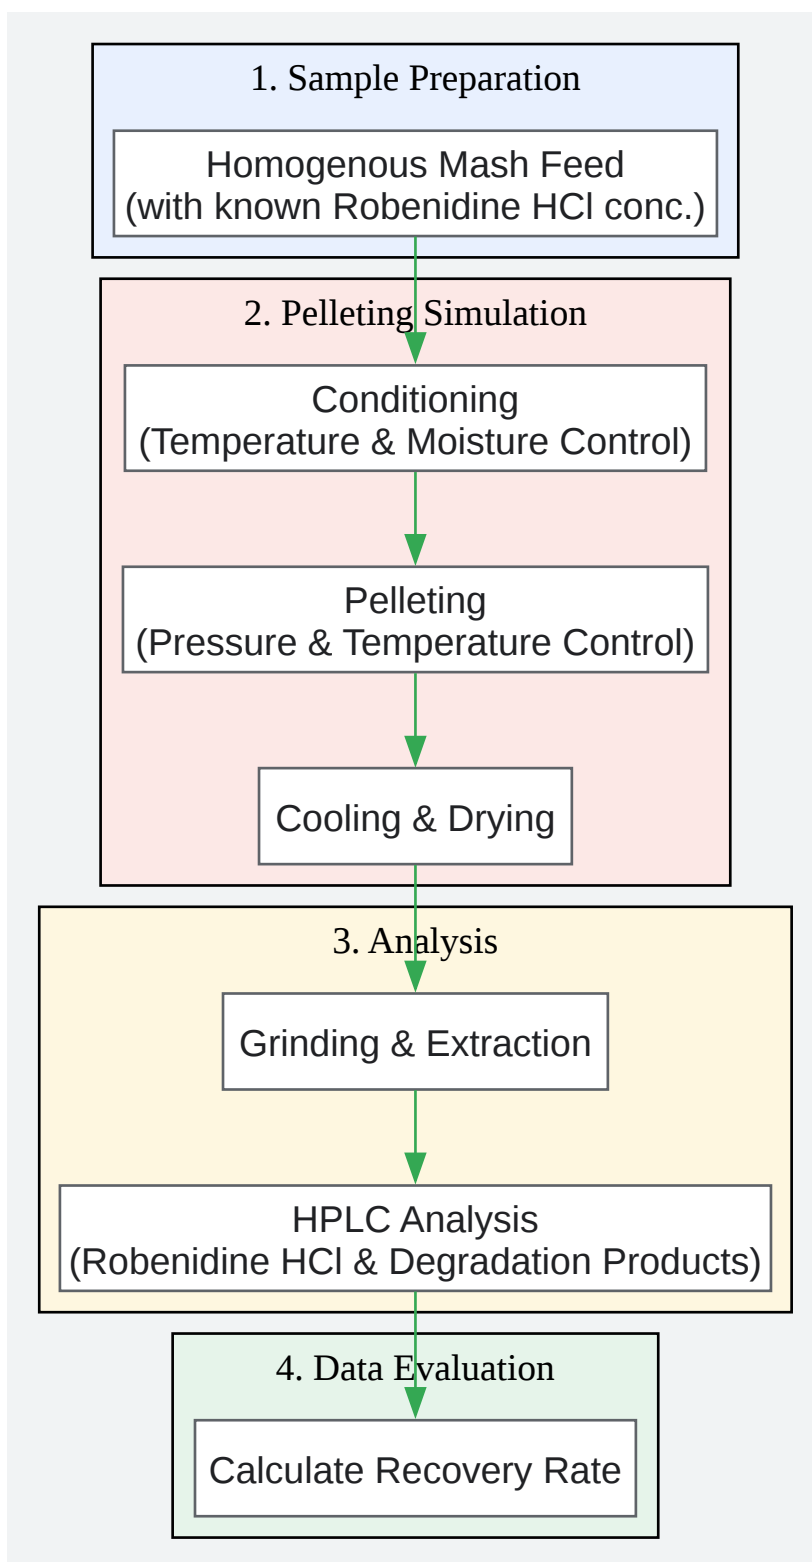 1. Sample Preparation
Homogenous Mash Feed
(with known Robenidine HCl conc.)
2. Pelleting Simulation
Conditioning
(Temperature & Moisture Control)
Pelleting
(Pressure & Temperature Control)
Cooling & Drying
3. Analysis
Grinding & Extraction
HPLC Analysis
(Robenidine HCl & Degradation Products)
4. Data Evaluation
Calculate Recovery Rate